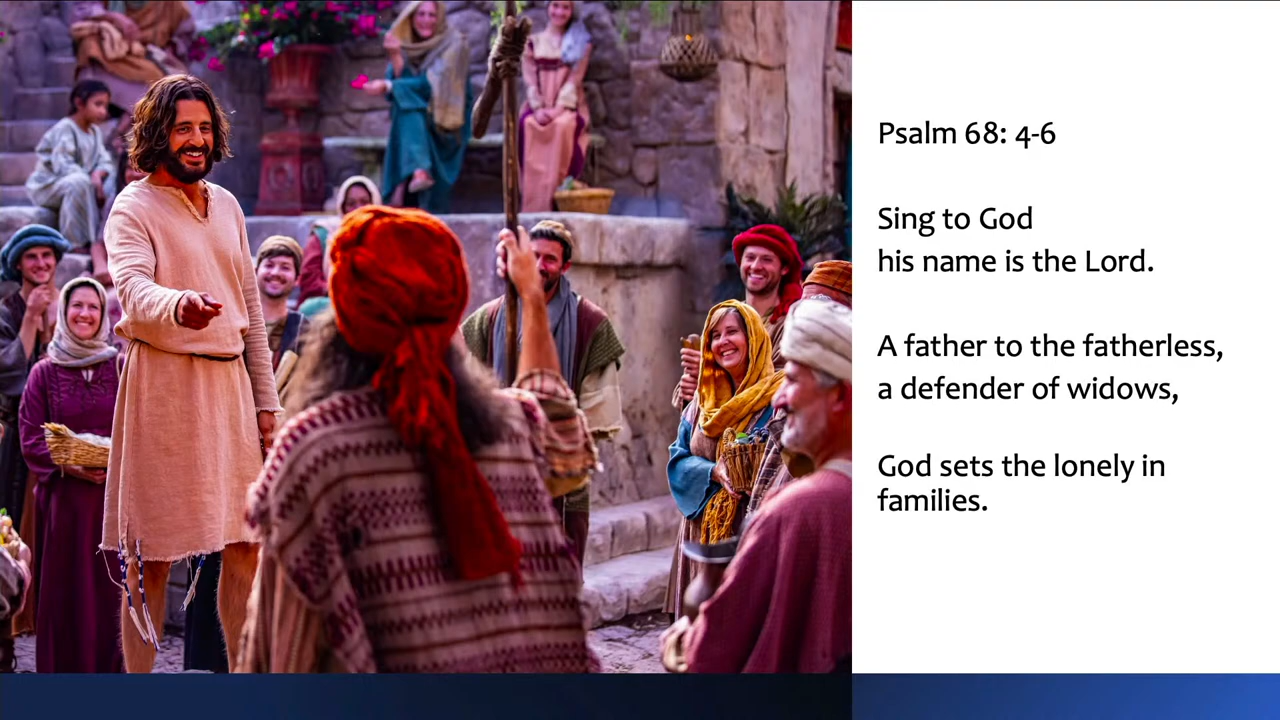 Psalm 68: 4-6
Sing to God
his name is the Lord.
A father to the fatherless,
a defender of widows,
God sets the lonely in
families.